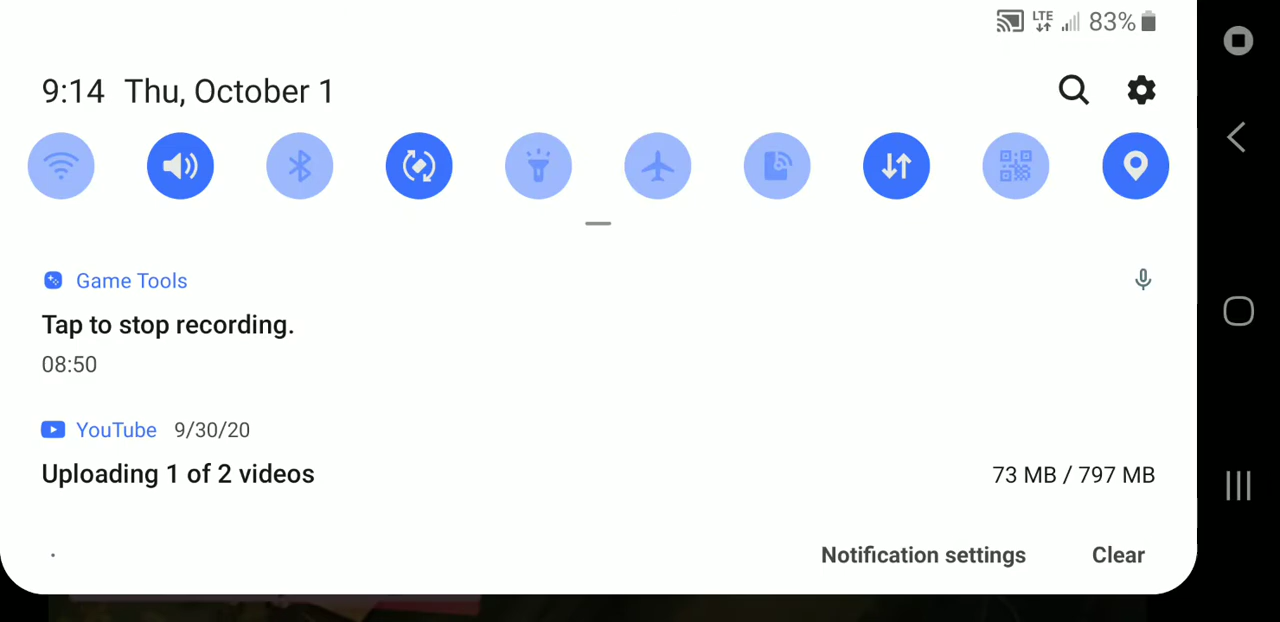 LTE 83%
9:14 Thu, October 1
Game Tools
Tap to stop recording.
08:50
YouTube 9/30/20
Uploading 1 of 2 videos 73 MB / 797 MB
Notification settings Clear